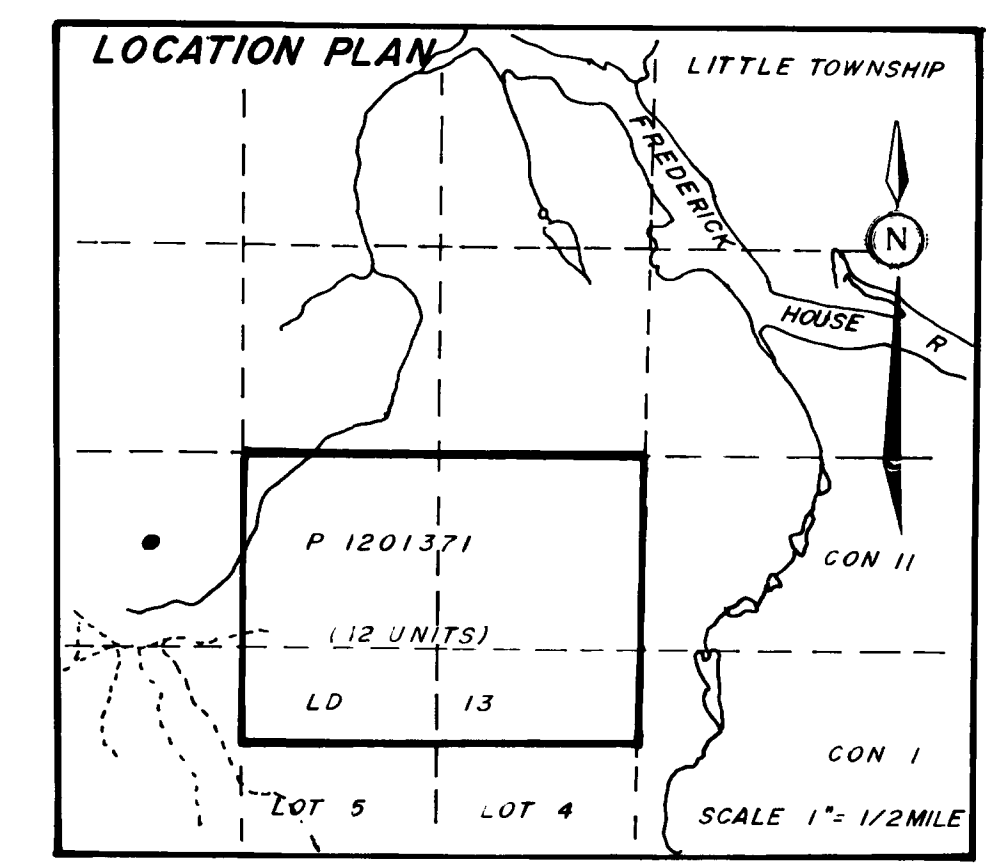 LOCATION PLAN
LITTLE TOWNSHIP
FREDERICK
N
HOUSE
R
P 1201371
CON II
(12 UNITS)
LD 13
CON I
LOT 5
LOT 4
SCALE 1"= 1/2 MILE